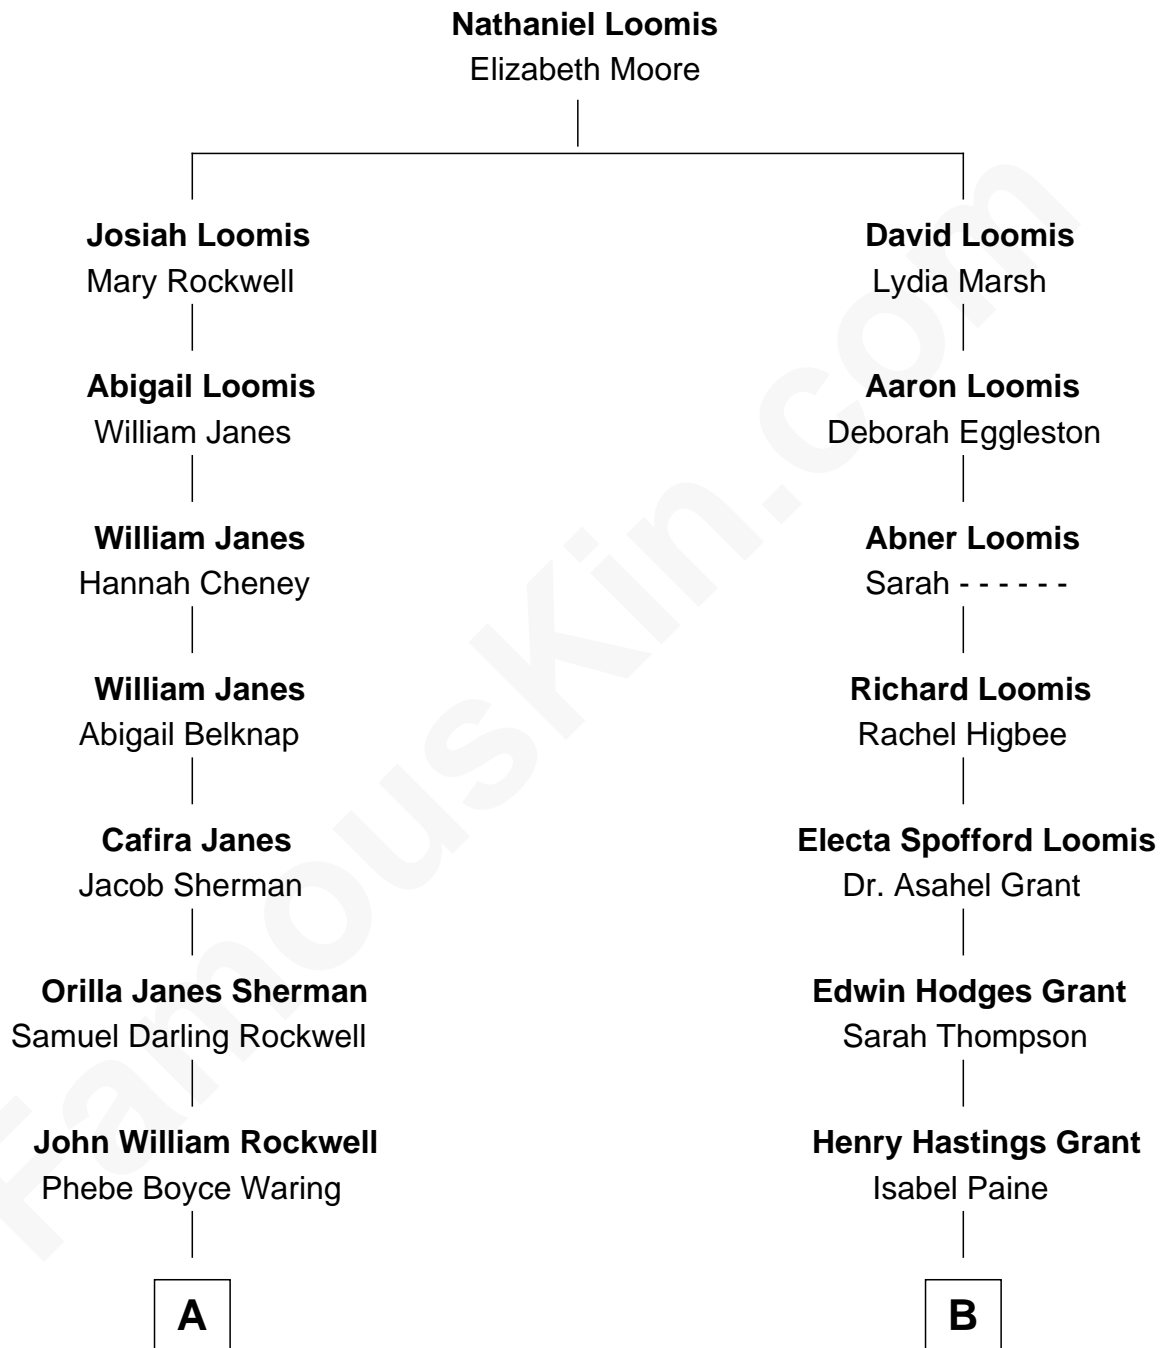 Nathaniel Loomis
Elizabeth Moore
Josiah Loomis
Mary Rockwell
David Loomis
Lydia Marsh
Abigail Loomis
William Janes
Aaron Loomis
Deborah Eggleston
William Janes
Hannah Cheney
Abner Loomis
Sarah - - - - - -
William Janes
Abigail Belknap
Richard Loomis
Rachel Higbee
Cafira Janes
Jacob Sherman
Electa Spofford Loomis
Dr. Asahel Grant
Orilla Janes Sherman
Samuel Darling Rockwell
Edwin Hodges Grant
Sarah Thompson
John William Rockwell
Phebe Boyce Waring
Henry Hastings Grant
Isabel Paine
A
B
FamousKin.com